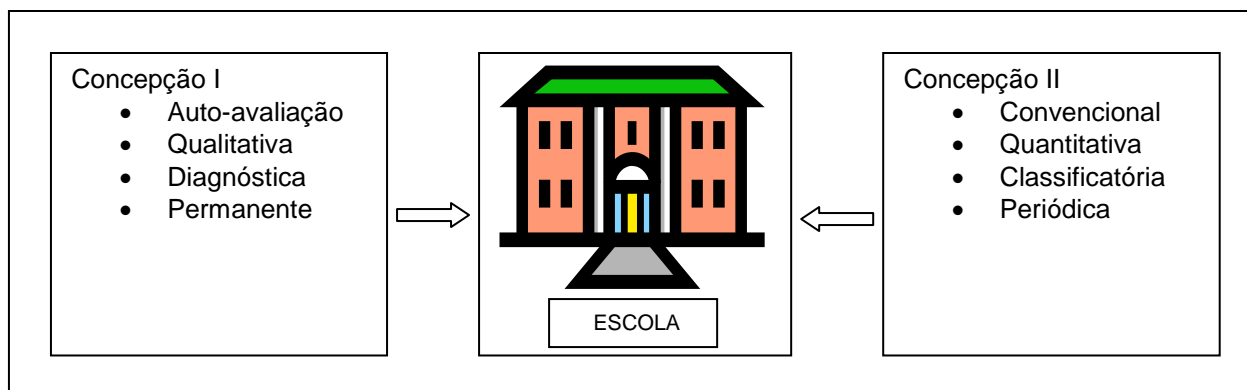 Concepção I
• Auto-avaliação
• Qualitativa
• Diagnóstica
• Permanente
ESCOLA
Concepção II
• Convencional
• Quantitativa
• Classificatória
• Periódica